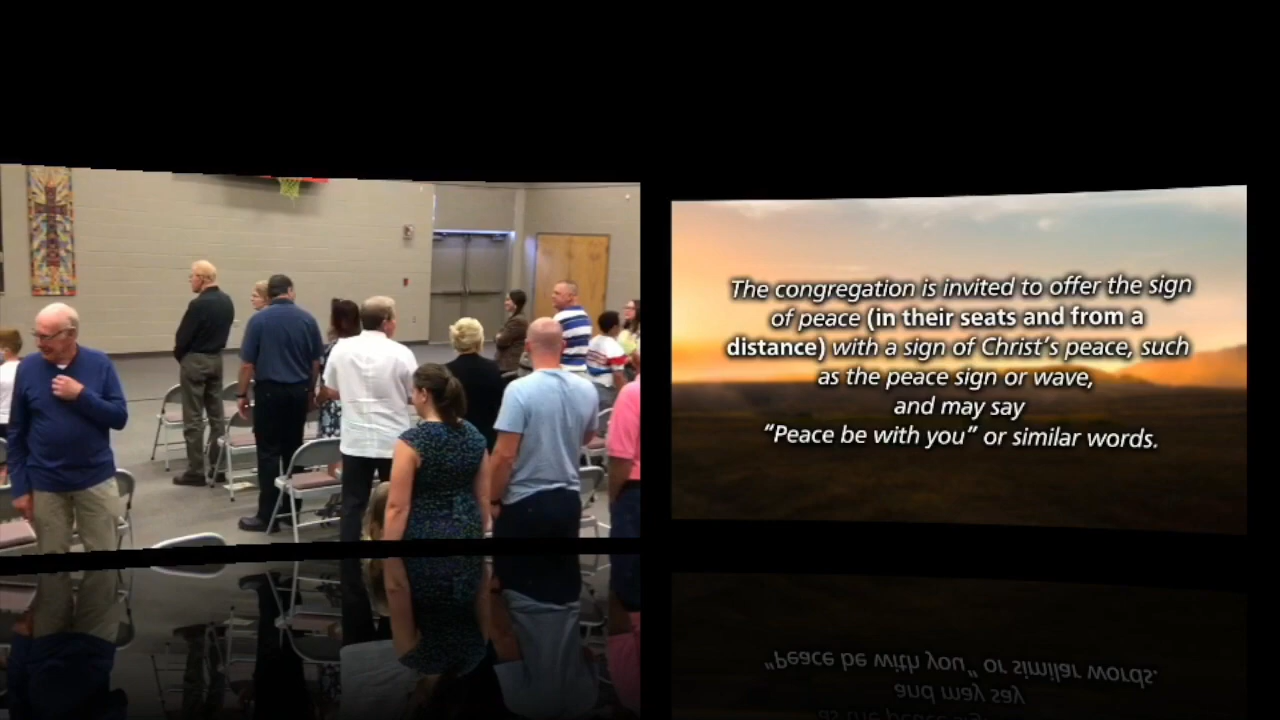 The congregation is invited to offer the sign
of peace (in their seats and from a
distance) with a sign of Christ's peace, such
as the peace sign or wave,
and may say
"Peace be with you" or similar words.